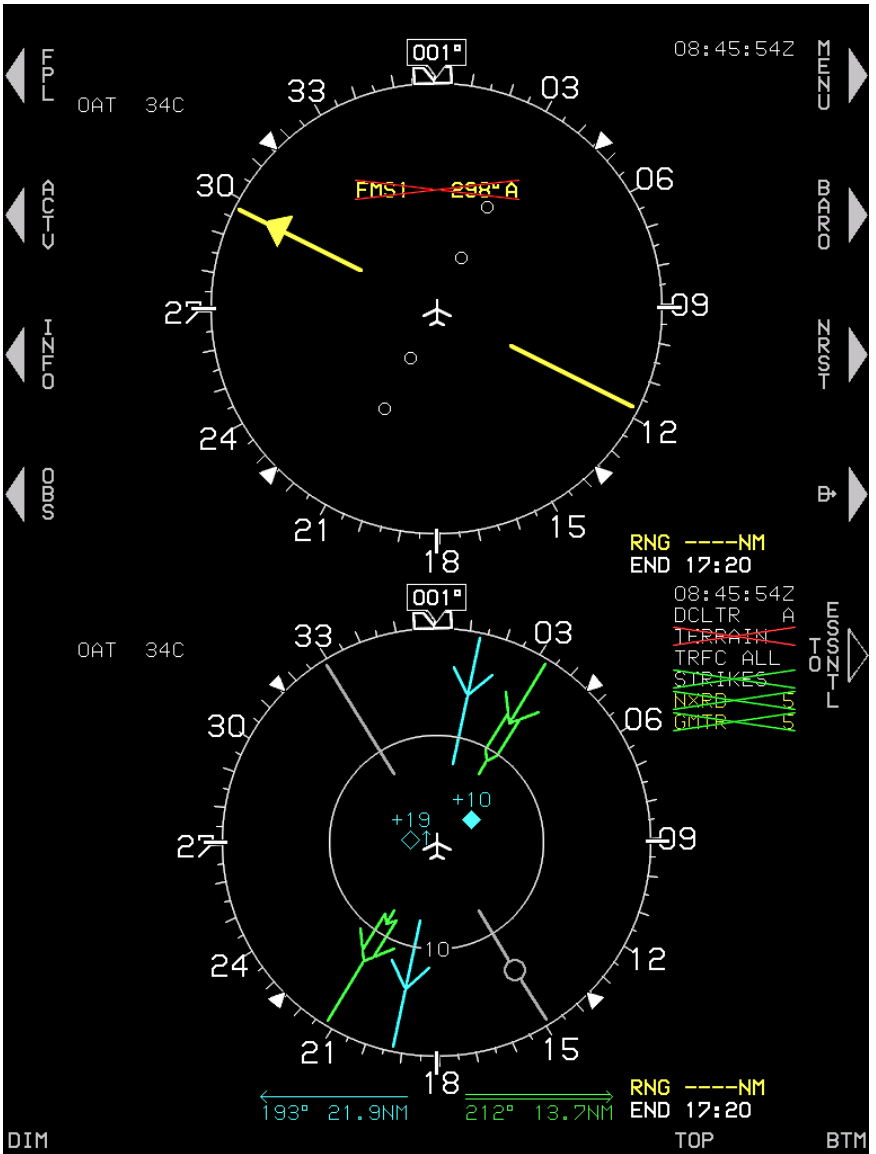 001°
08:45:54Z
FPL
MENU
OAT 34C
33
03
30
06
FMS1 298°A
ACTV
BARO
27
09
INFO
NRST
24
12
OBS
21
15
18
RNG ----NM
END 17:20
001°
08:45:54Z
DCLTR A
TERRAIN
TRFC ALL
STRIKES
NXRD 5
GMTR 5
ESSNTL
TO
OAT 34C
33
03
30
06
+10
+19
27
09
10
24
12
21
15
18
193° 21.9NM
212° 13.7NM
RNG ----NM
END 17:20
DIM
TOP
BTM